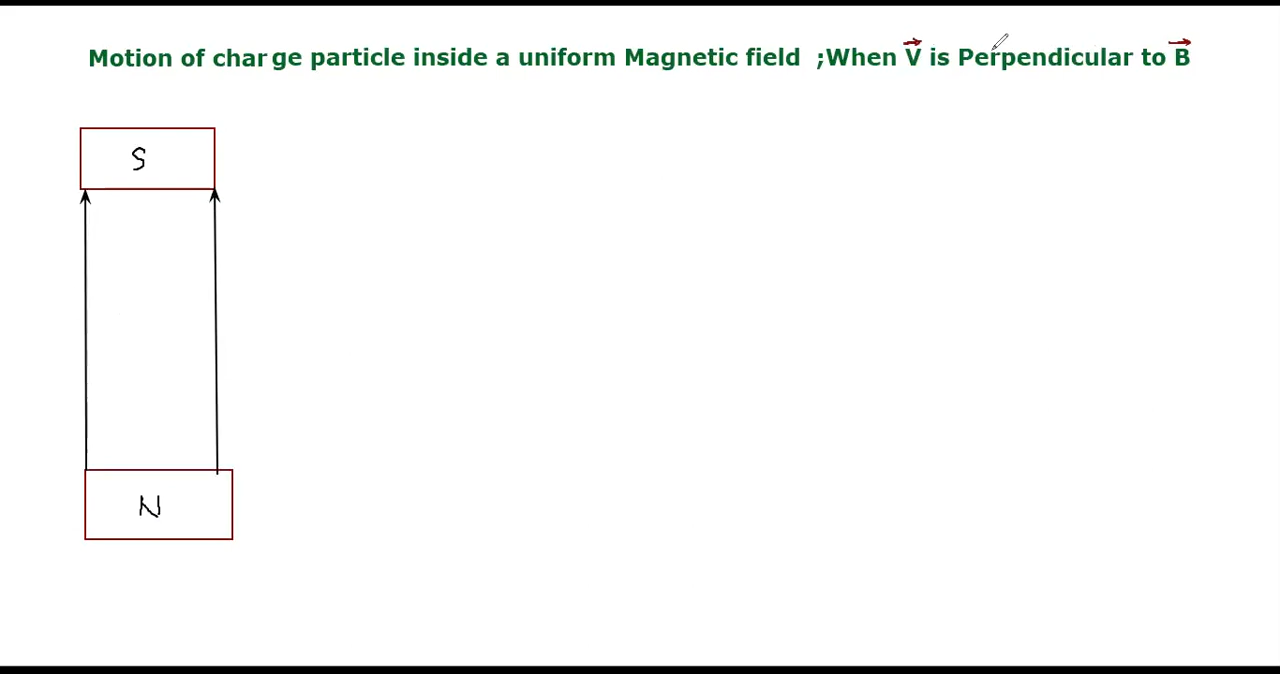 Motion of charge particle inside a uniform Magnetic field ;When V is Perpendicular to B
S
N